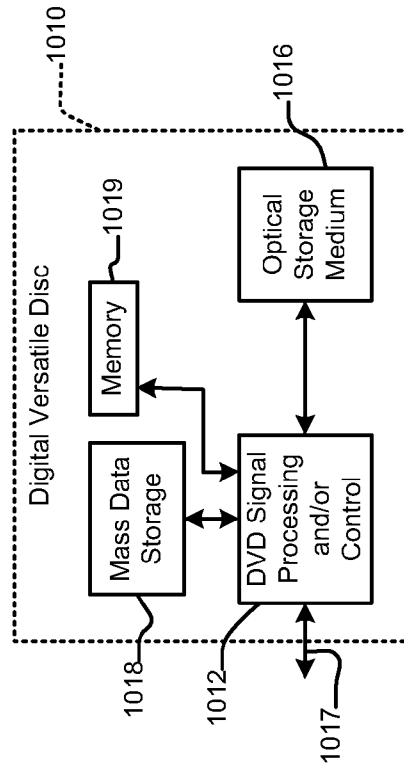 1010
Digital Versatile Disc
1019
Memory
Mass Data
Storage
1018
DVD Signal
Processing
and/or
Control
1012
1017
Optical
Storage
Medium
1016